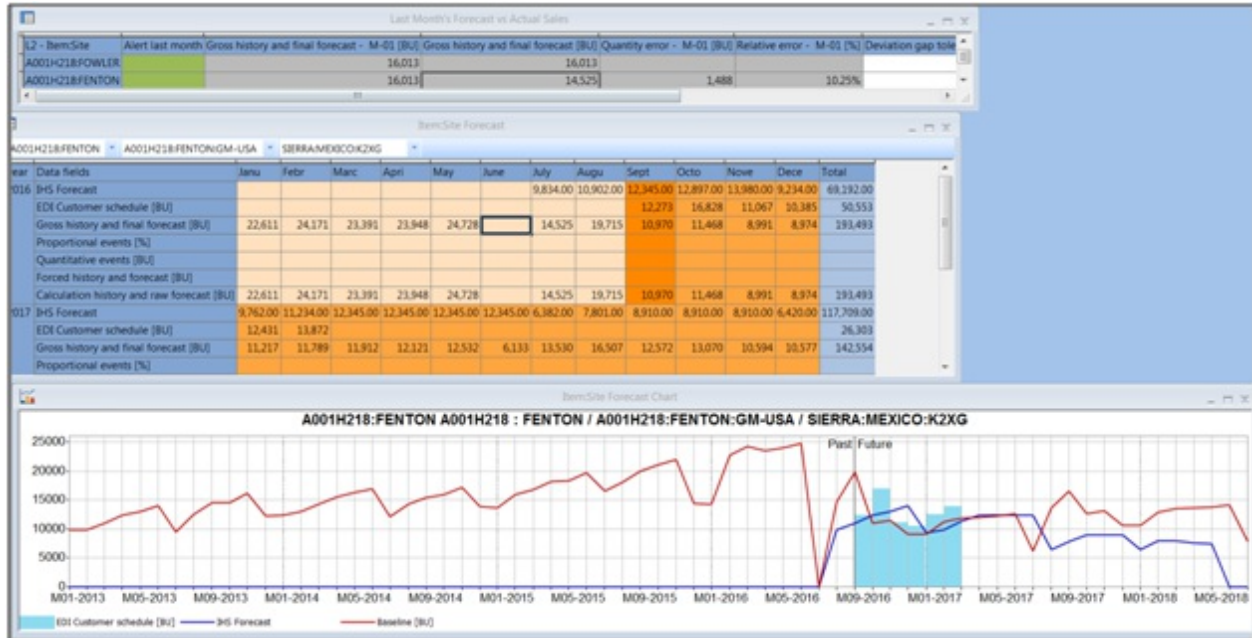 Last Month's Forecast vs Actual Sales
L2 - Item:Site Alert last month Gross history and final forecast - M-01 [BU] Gross history and final forecast [BU] Quantity error - M-01 [BU] Relative error - M-01 [%] Deviation gap tole
A001H218:FOWLER 16,013 16,013
A001H218:FENTON 16,013 14,525 1,488 10.25%
Item:Site Forecast
A001H218:FENTON A001H218:FENTON:GM-USA SIERRA:MEXICO:K2XG
ear Data fields Janu Febr Marc Apri May June July Augu Sept Octo Nove Dece Total
2016 IHS Forecast 9,834.00 10,902.00 12,345.00 12,897.00 13,980.00 9,234.00 69,192.00
EDI Customer schedule [BU] 12,273 16,828 11,067 10,385 50,553
Gross history and final forecast [BU] 22,611 24,171 23,391 23,948 24,728 14,525 19,715 10,970 11,468 8,991 8,974 193,493
Proportional events [%]
Quantitative events [BU]
Forced history and forecast [BU]
Calculation history and raw forecast [BU] 22,611 24,171 23,391 23,948 24,728 14,525 19,715 10,970 11,468 8,991 8,974 193,493
2017 IHS Forecast 9,762.00 11,234.00 12,345.00 12,345.00 12,345.00 12,345.00 6,382.00 7,801.00 8,910.00 8,910.00 8,910.00 6,420.00 117,709.00
EDI Customer schedule [BU] 12,431 13,872 26,303
Gross history and final forecast [BU] 11,217 11,789 11,912 12,121 12,532 6,133 13,530 16,507 12,572 13,070 10,594 10,577 142,554
Proportional events [%]
Item:Site Forecast Chart
A001H218:FENTON A001H218 : FENTON / A001H218:FENTON:GM-USA / SIERRA:MEXICO:K2XG
25000
Past Future
20000
15000
10000
5000
0
M01-2013 M05-2013 M09-2013 M01-2014 M05-2014 M09-2014 M01-2015 M05-2015 M09-2015 M01-2016 M05-2016 M09-2016 M01-2017 M05-2017 M09-2017 M01-2018 M05-2018
EDI Customer schedule [BU] IHS Forecast Baseline [BU]